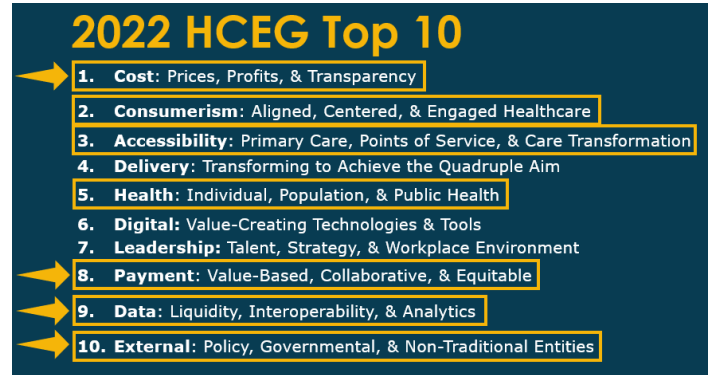 2022 HCEG Top 10
1. Cost: Prices, Profits, & Transparency
2. Consumerism: Aligned, Centered, & Engaged Healthcare
3. Accessibility: Primary Care, Points of Service, & Care Transformation
4. Delivery: Transforming to Achieve the Quadruple Aim
5. Health: Individual, Population, & Public Health
6. Digital: Value-Creating Technologies & Tools
7. Leadership: Talent, Strategy, & Workplace Environment
8. Payment: Value-Based, Collaborative, & Equitable
9. Data: Liquidity, Interoperability, & Analytics
10. External: Policy, Governmental, & Non-Traditional Entities